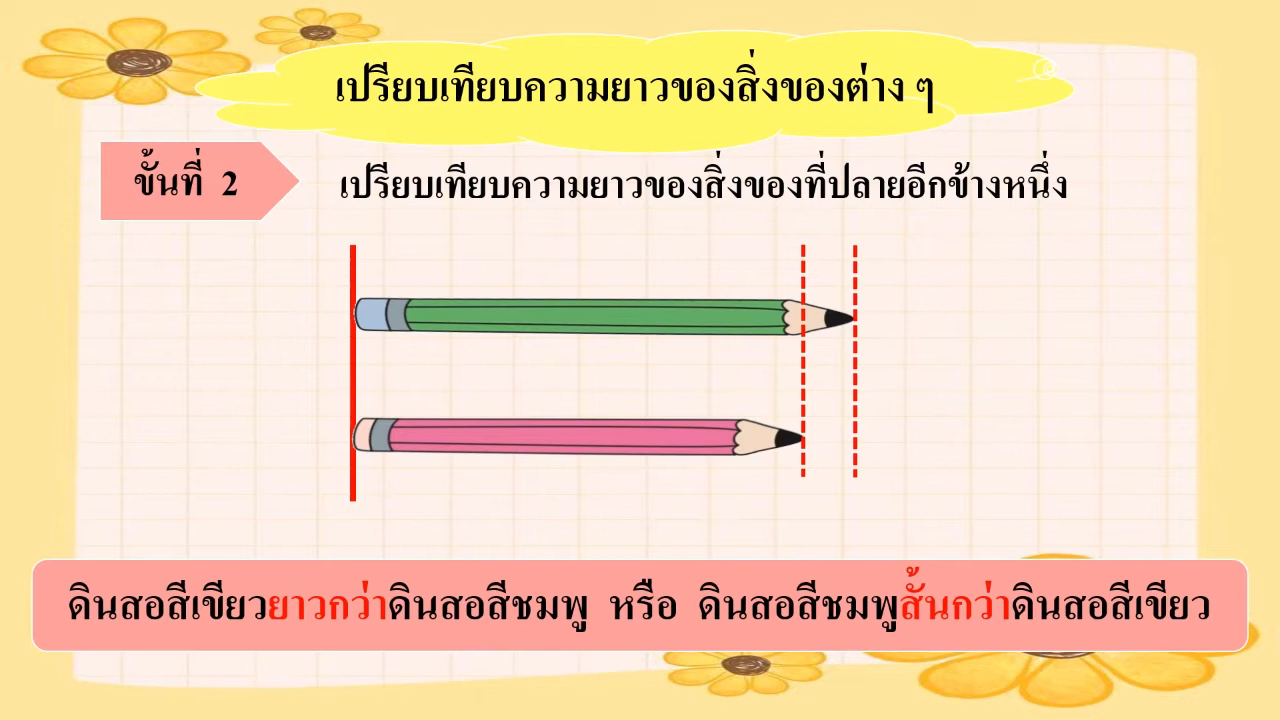 เปรียบเทียบความยาวของสิ่งของต่าง ๆ
ขั้นที่ 2
เปรียบเทียบความยาวของสิ่งของที่ปลายอีกข้างหนึ่ง
ดินสอสีเขียวยาวกว่าดินสอสีชมพู หรือ ดินสอสีชมพูสั้นกว่าดินสอสีเขียว